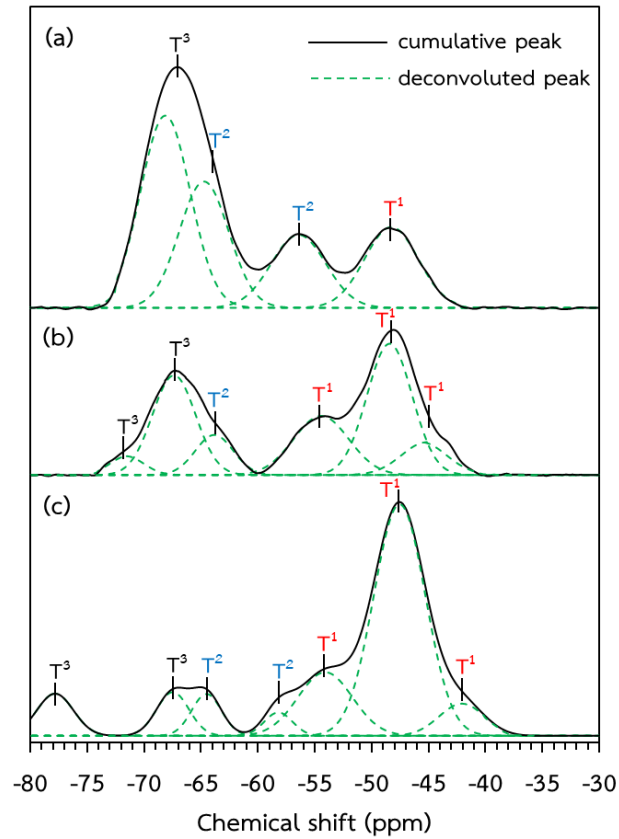 (a)
cumulative peak
deconvoluted peak
T³
T²
T²
T¹
(b)
T³
T³
T²
T¹
T¹
T¹
(c)
T³
T³
T²
T²
T¹
T¹
T¹
-80 -75 -70 -65 -60 -55 -50 -45 -40 -35 -30
Chemical shift (ppm)